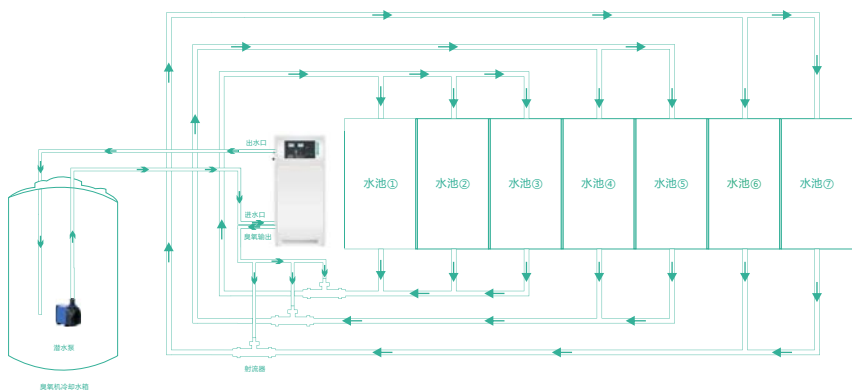 出水口
进水口
臭氧输出
水池①
水池②
水池③
水池④
水池⑤
水池⑥
水池⑦
潜水泵
射流器
臭氧机冷却水箱